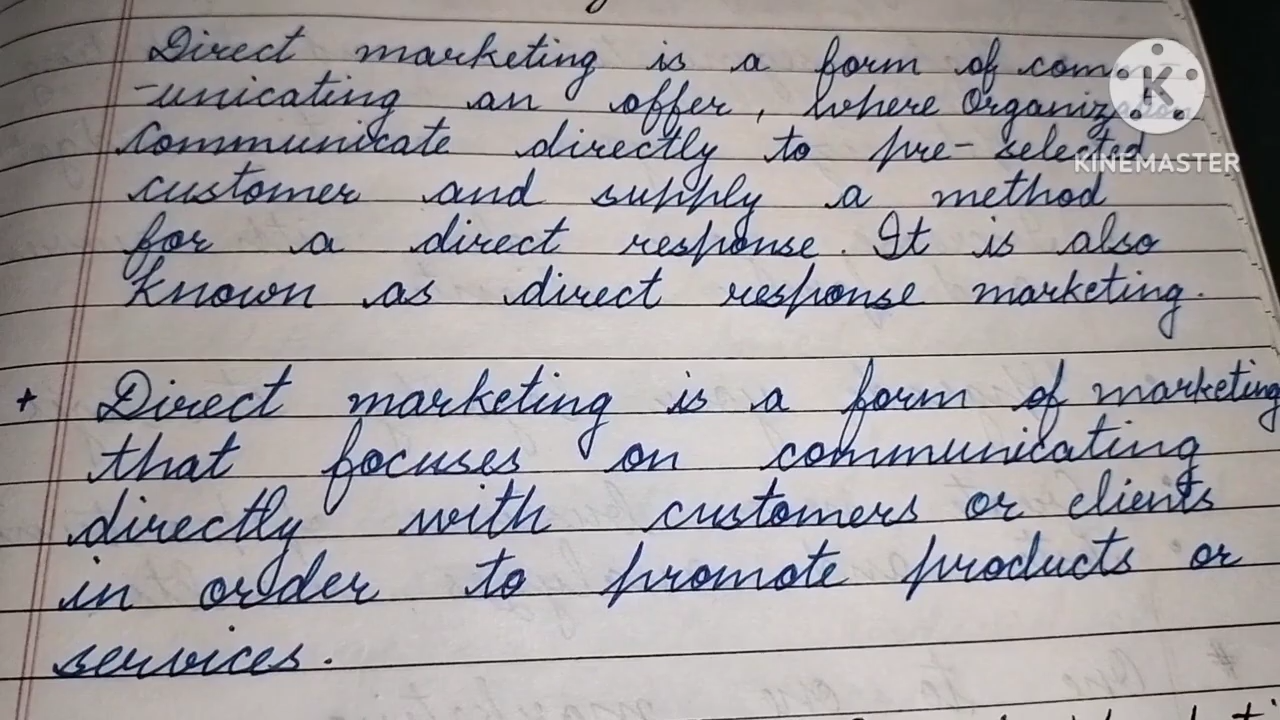 Direct marketing is a form of comm-
-unicating an offer, where Organization
Communicate directly to pre-selected
customer and supply a method
for a direct response. It is also
known as direct response marketing.
+ Direct marketing is a form of marketing
that focuses on communicating
directly with customers or clients
in order to promote products or
services.
K
KINEMASTER